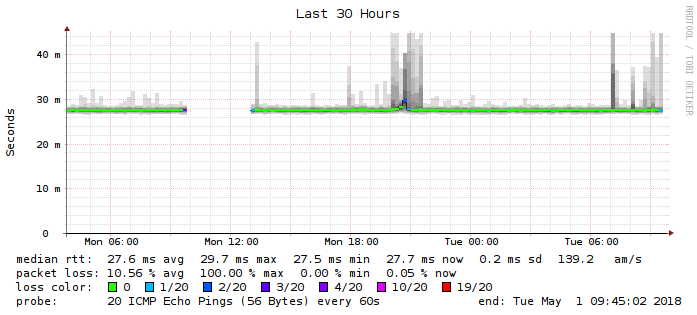 Last 30 Hours
RRDTOOL / TOBI OETIKER
Seconds
40 m
30 m
20 m
10 m
0
Mon 06:00 Mon 12:00 Mon 18:00 Tue 00:00 Tue 06:00
median rtt: 27.6 ms avg 29.7 ms max 27.5 ms min 27.7 ms now 0.2 ms sd 139.2 am/s
packet loss: 10.56 % avg 100.00 % max 0.00 % min 0.05 % now
loss color: 0 1/20 2/20 3/20 4/20 10/20 19/20
probe: 20 ICMP Echo Pings (56 Bytes) every 60s end: Tue May 1 09:45:02 2018